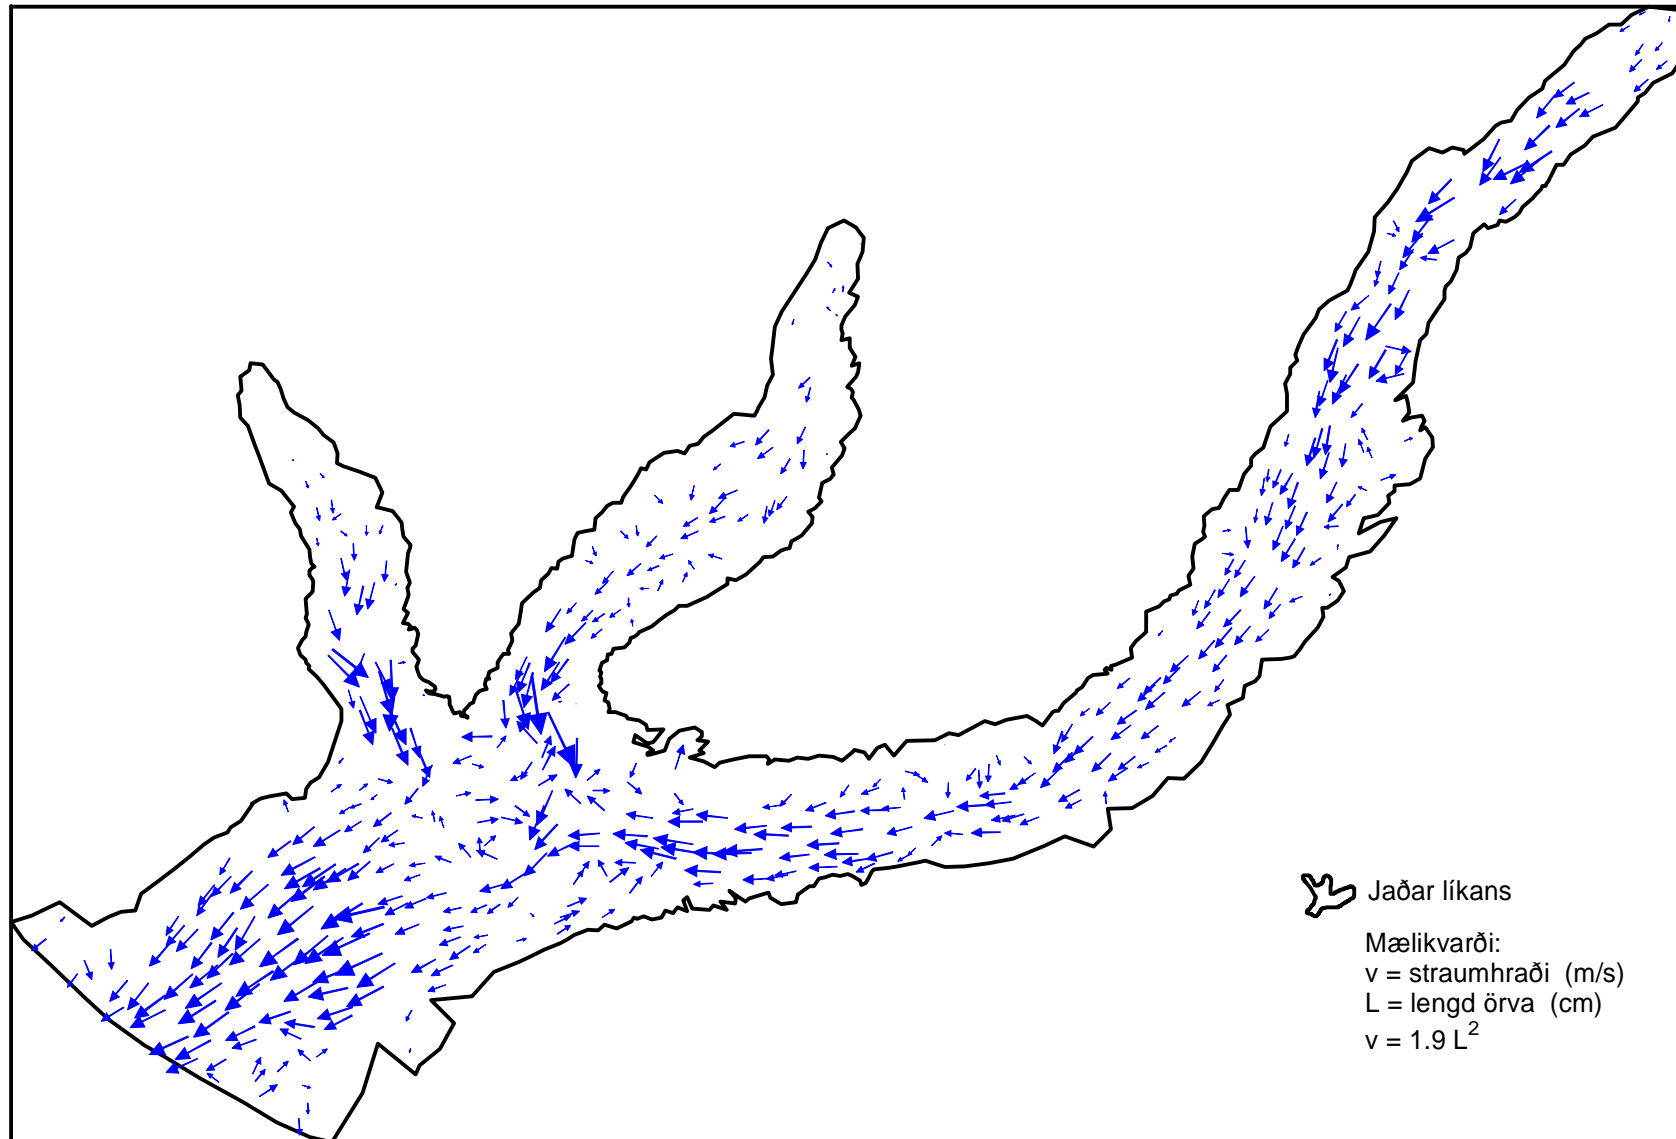 Jaðar líkans
Mælikvarði:
v = straumhraði (m/s)
L = lengd örva (cm)
v = 1.9 L²